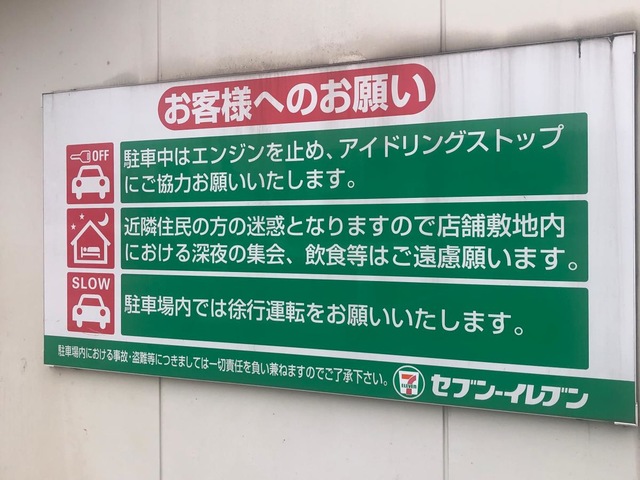 お客様へのお願い
OFF
駐車中はエンジンを止め、アイドリングストップ
にご協力お願いいたします。
近隣住民の方の迷惑となりますので店舗敷地内
における深夜の集会、飲食等はご遠慮願います。
SLOW
駐車場内では徐行運転をお願いいたします。
駐車場内における事故・盗難等につきましては一切責任を負い兼ねますのでご了承下さい。
7 ELEVEN セブン-イレブン